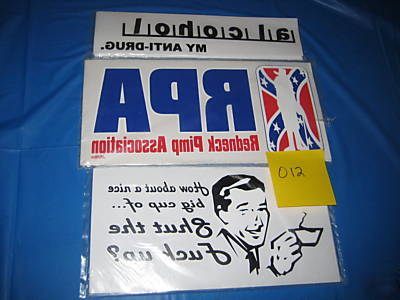 alcohol
MY ANTI-DRUG.
RPA
Redneck Pimp Association
012
How about a nice
big cup of...
Shut the
Fuck up?